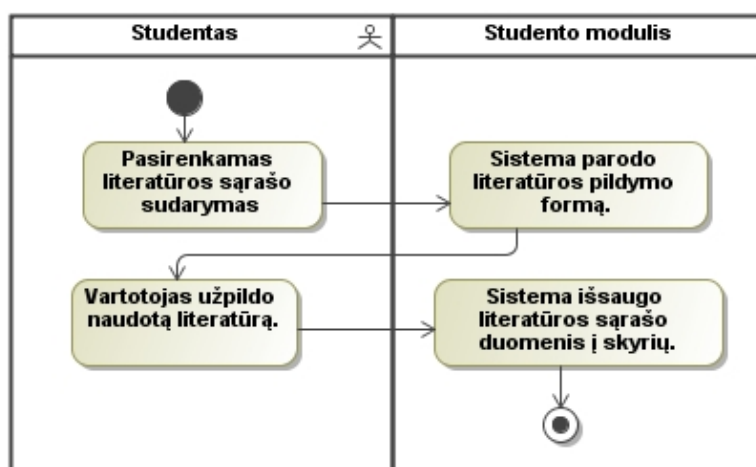 Studentas
Studento modulis
Pasirenkamas
literatūros sąrašo
sudarymas
Sistema parodo
literatūros pildymo
formą.
Vartotojas užpildo
naudotą literatūrą.
Sistema išsaugo
literatūros sąrašo
duomenis į skyrių.